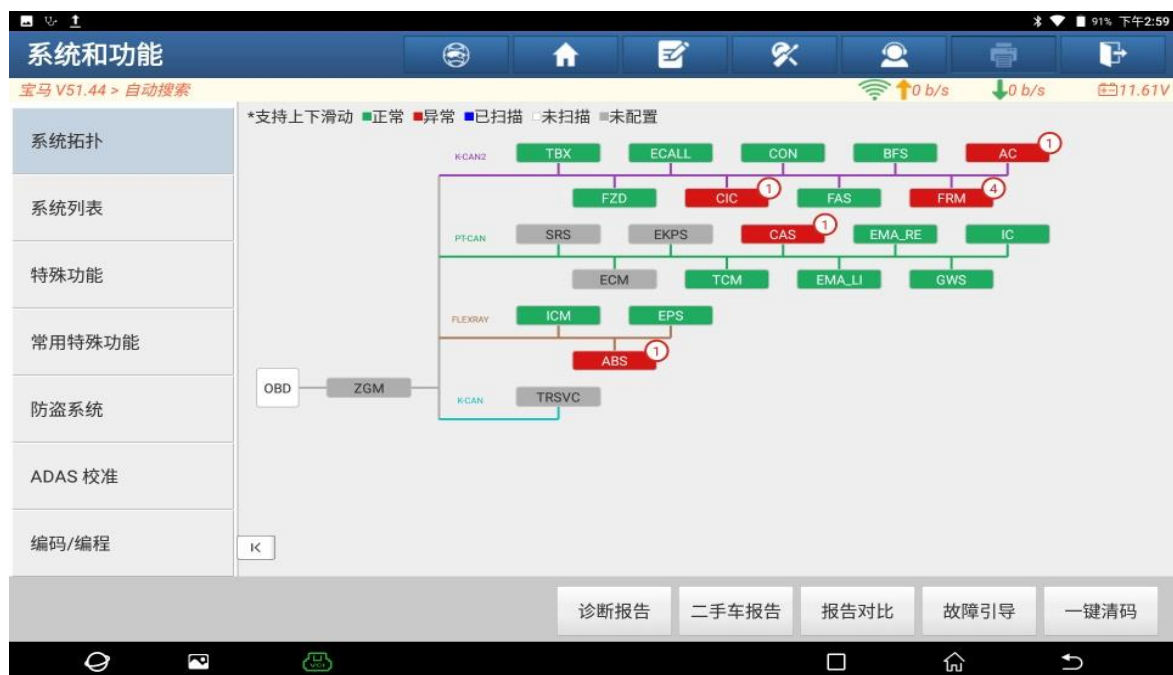 91% 下午2:59
系统和功能
宝马 V51.44 > 自动搜索
0 b/s 0 b/s 11.61V
*支持上下滑动 正常 异常 已扫描 未扫描 未配置
系统拓扑
系统列表
特殊功能
常用特殊功能
防盗系统
ADAS 校准
编码/编程
K-CAN2 TBX ECALL CON BFS AC 1
FZD CIC 1 FAS FRM 4
PT-CAN SRS EKPS CAS 1 EMA_RE IC
ECM TCM EMA_LI GWS
FLEXRAY ICM EPS
ABS 1
OBD ZGM
K-CAN TRSVC
诊断报告 二手车报告 报告对比 故障引导 一键清码
VCI